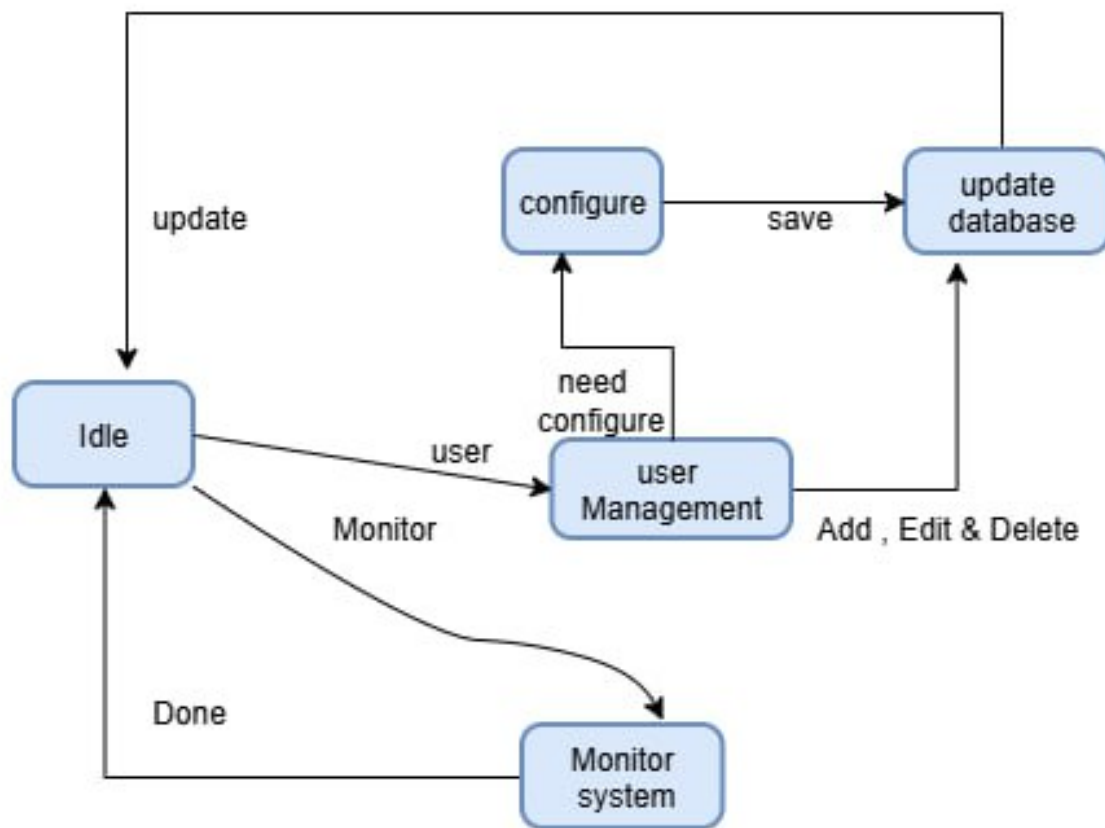 update
configure
save
update
database
need
configure
Idle
user
user
Management
Monitor
Add , Edit & Delete
Done
Monitor
system